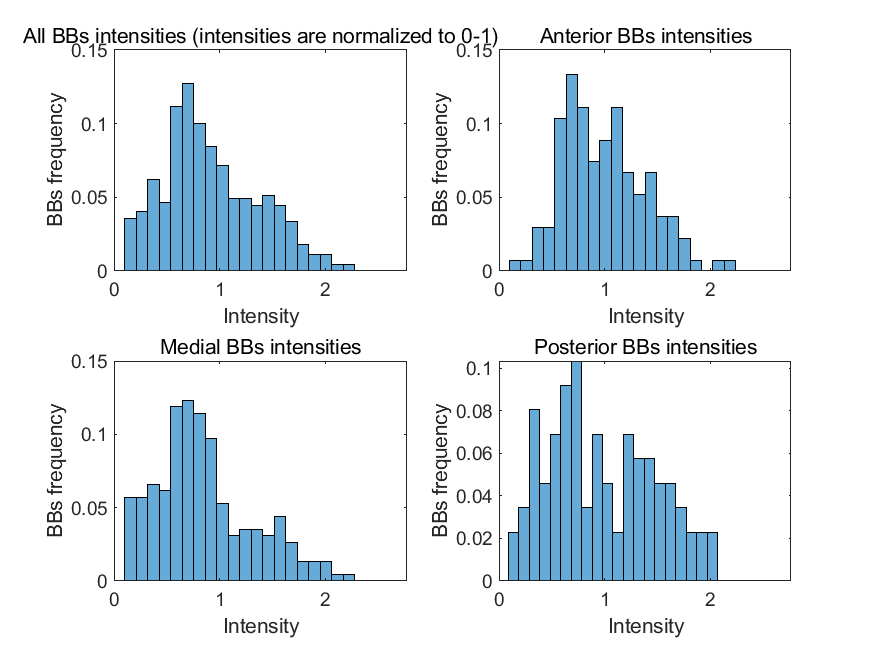 All BBs intensities (intensities are normalized to 0-1)
0.15
0.1
0.05
0
0 1 2
BBs frequency
Intensity
Anterior BBs intensities
0.15
0.1
0.05
0
0 1 2
BBs frequency
Intensity
Medial BBs intensities
0.15
0.1
0.05
0
0 1 2
BBs frequency
Intensity
Posterior BBs intensities
0.1
0.08
0.06
0.04
0.02
0
0 1 2
BBs frequency
Intensity